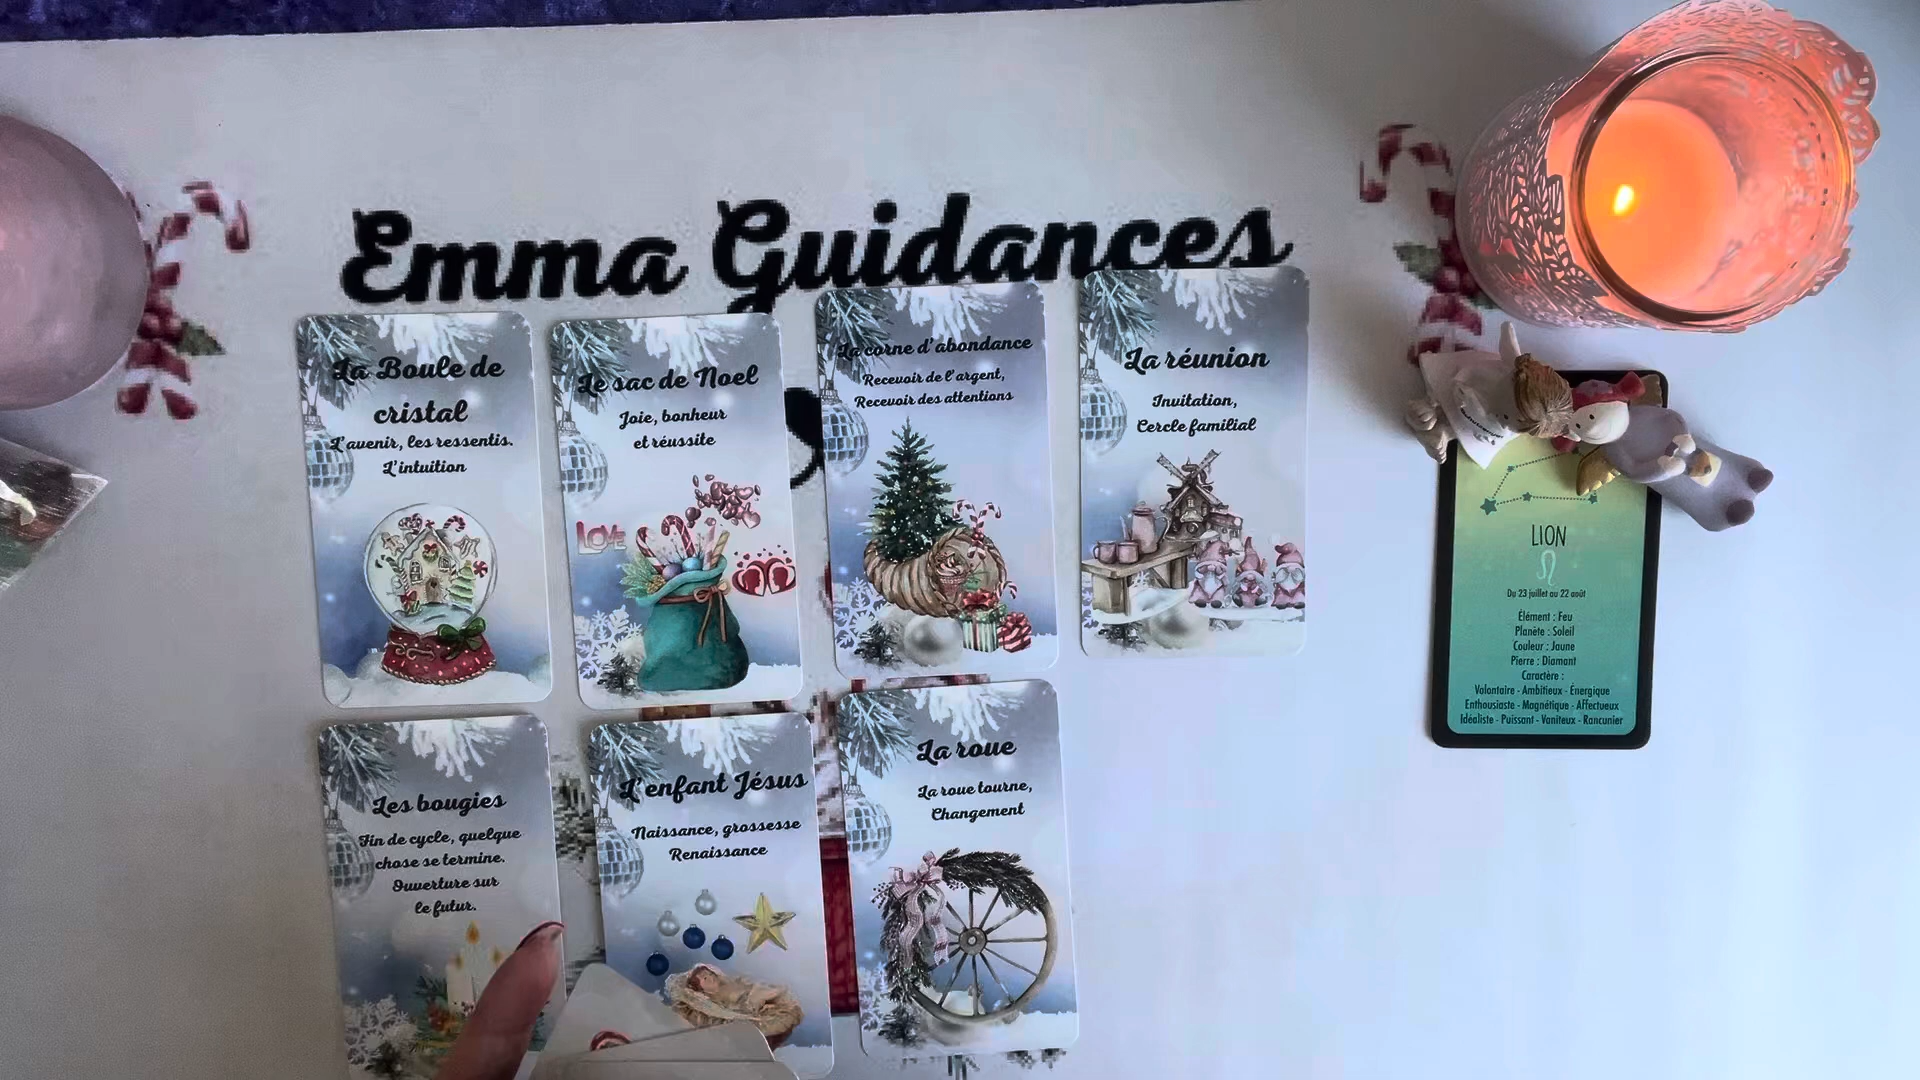 Emma Guidances
La Boule de
cristal
L'avenir, les ressentis.
L'intuition
Le sac de Noel
Joie, bonheur
et réussite
LOVE
La corne d'abondance
Recevoir de l'argent,
Recevoir des attentions
La réunion
Invitation,
Cercle familial
LION
Du 23 juillet au 22 août
Élément : Feu
Planète : Soleil
Couleur : Jaune
Pierre : Diamant
Caractère :
Volontaire - Ambitieux - Énergique
Enthousiaste - Magnétique - Affectueux
Idéaliste - Puissant - Vaniteux - Rancunier
Les bougies
Fin de cycle, quelque
chose se termine.
Ouverture sur
le futur.
L'enfant Jésus
Naissance, grossesse
Renaissance
La roue
La roue tourne,
Changement